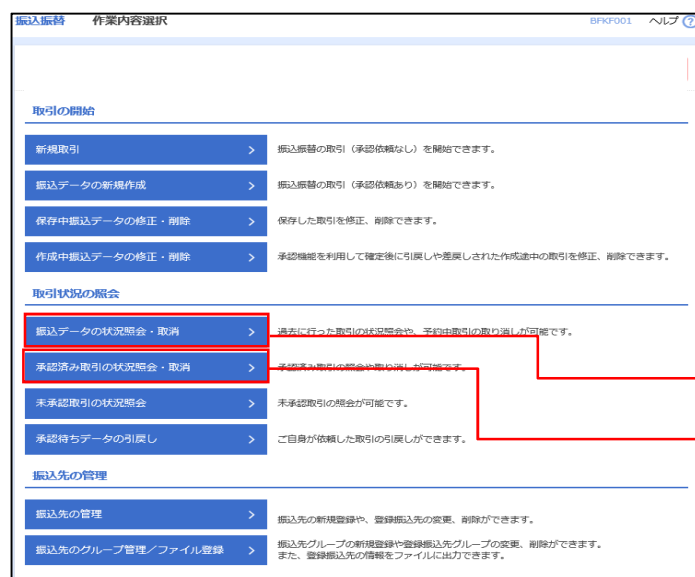 振込振替 作業内容選択 BFKF001 ヘルプ ?
取引の開始
新規取引 > 振込振替の取引（承認依頼なし）を開始できます。
振込データの新規作成 > 振込振替の取引（承認依頼あり）を開始できます。
保存中振込データの修正・削除 > 保存した取引を修正、削除できます。
作成中振込データの修正・削除 > 承認機能を利用して確定後に引戻しや差戻しされた作成途中の取引を修正、削除できます。
取引状況の照会
振込データの状況照会・取消 > 過去に行った取引の状況照会や、予約中取引の取り消しが可能です。
承認済み取引の状況照会・取消 > 承認済み取引の照会や取り消しが可能です。
未承認取引の状況照会 > 未承認取引の照会が可能です。
承認待ちデータの引戻し > ご自身が依頼した取引の引戻しができます。
振込先の管理
振込先の管理 > 振込先の新規登録や、登録振込先の変更、削除ができます。
振込先のグループ管理／ファイル登録 > 振込先グループの新規登録や登録振込先グループの変更、削除ができます。
また、登録振込先の情報をファイルに出力できます。